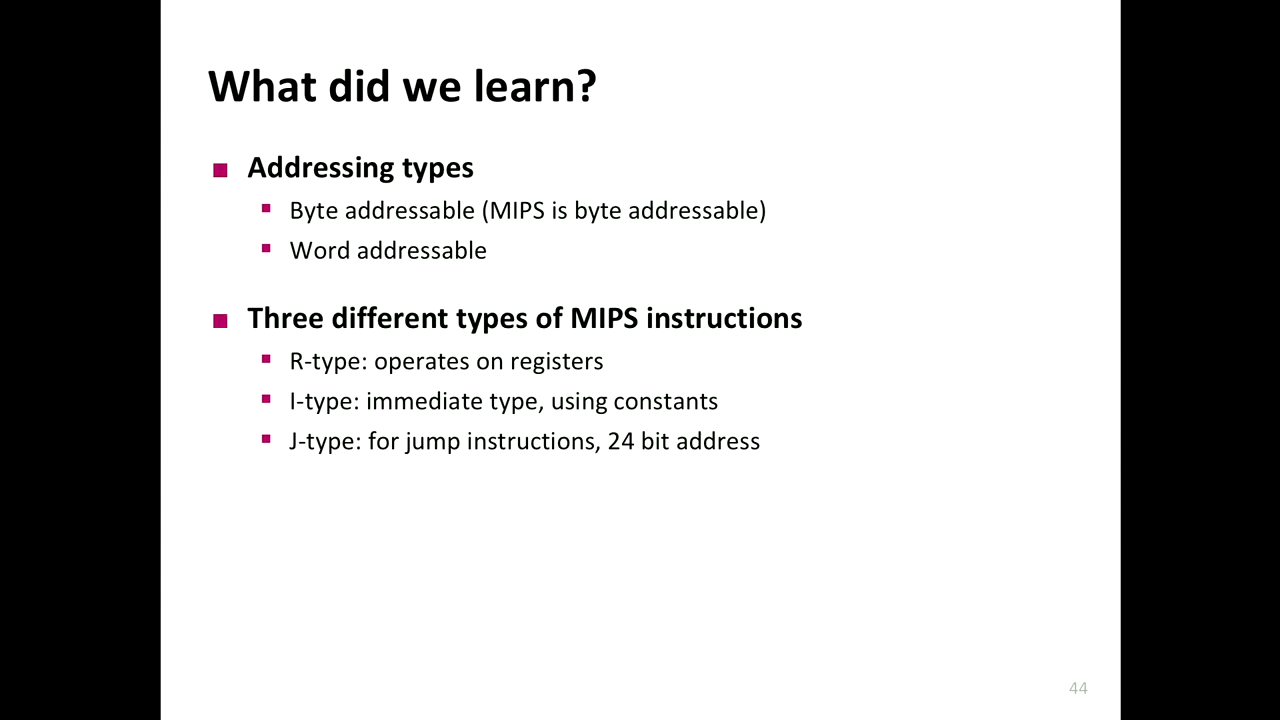 What did we learn?
Addressing types
Byte addressable (MIPS is byte addressable)
Word addressable
Three different types of MIPS instructions
R-type: operates on registers
I-type: immediate type, using constants
J-type: for jump instructions, 24 bit address
44